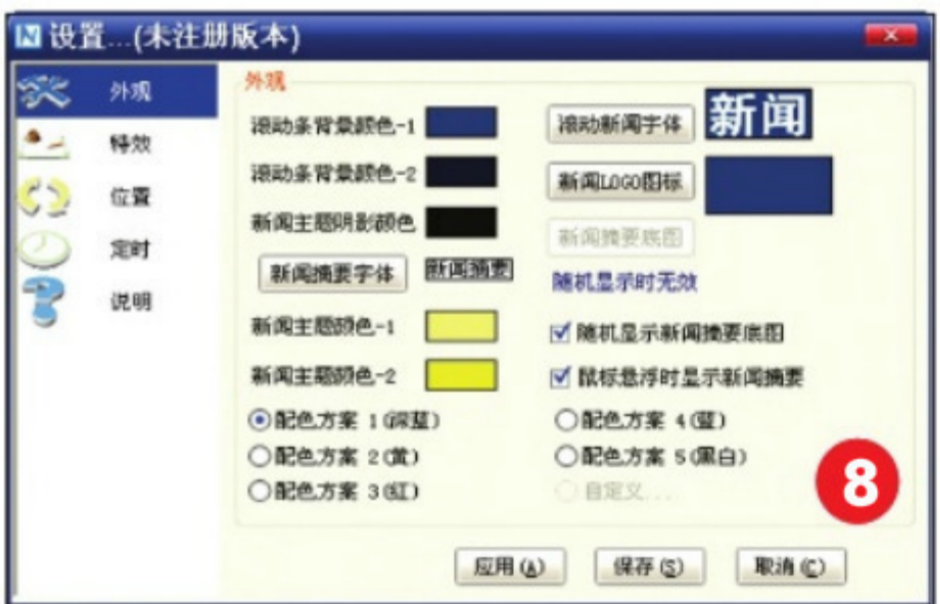 设置...(未注册版本)
外观
特效
位置
定时
说明
外观
滚动条背景颜色-1
滚动条背景颜色-2
新闻主题阴影颜色
新闻摘要字体
新闻摘要
新闻主题颜色-1
新闻主题颜色-2
滚动新闻字体
新闻
新闻LOGO图标
新闻摘要底图
随机显示时无效
随机显示新闻摘要底图
鼠标悬浮时显示新闻摘要
配色方案 1(深蓝)
配色方案 2(黄)
配色方案 3(红)
配色方案 4(蓝)
配色方案 5(黑白)
自定义...
8
应用(A)
保存(S)
取消(C)